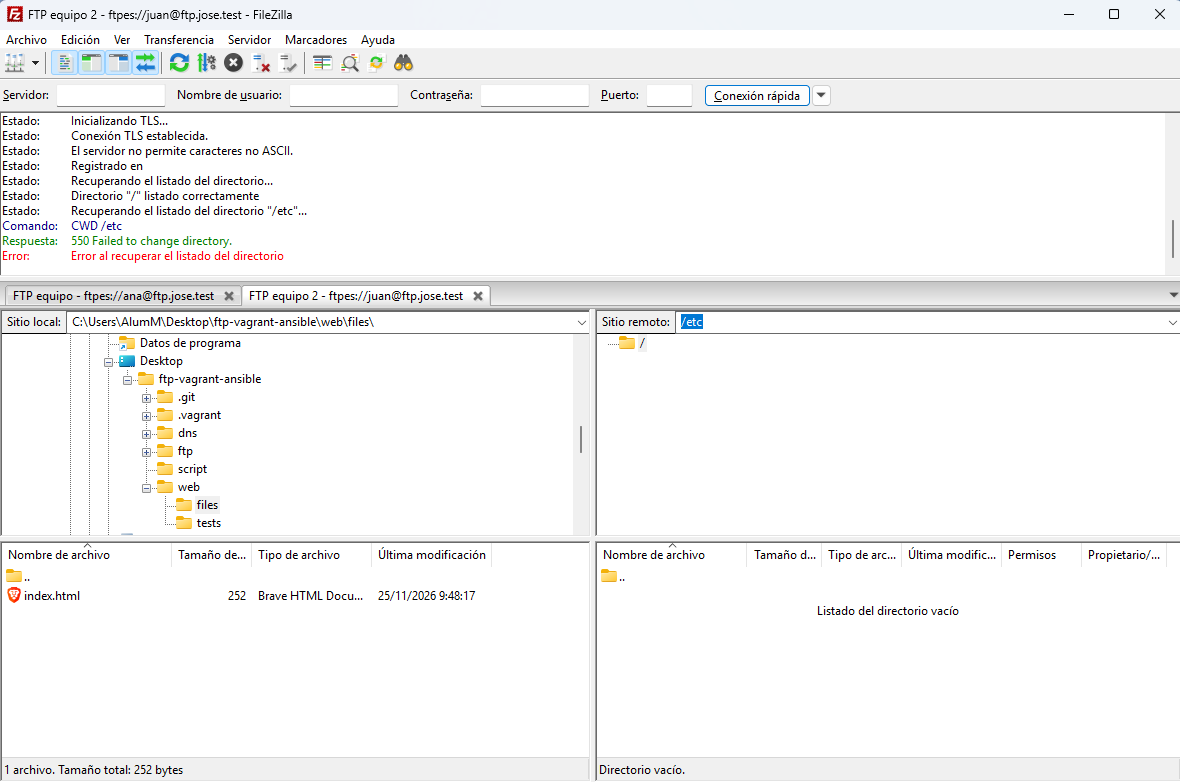 FTP equipo 2 - ftpes://juan@ftp.jose.test - FileZilla
Archivo Edición Ver Transferencia Servidor Marcadores Ayuda
Servidor: Nombre de usuario: Contraseña: Puerto: Conexión rápida
Estado: Inicializando TLS...
Estado: Conexión TLS establecida.
Estado: El servidor no permite caracteres no ASCII.
Estado: Registrado en
Estado: Recuperando el listado del directorio...
Estado: Directorio "/" listado correctamente
Estado: Recuperando el listado del directorio "/etc"...
Comando: CWD /etc
Respuesta: 550 Failed to change directory.
Error: Error al recuperar el listado del directorio
FTP equipo - ftpes://ana@ftp.jose.test FTP equipo 2 - ftpes://juan@ftp.jose.test
Sitio local: C:\Users\AlumM\Desktop\ftp-vagrant-ansible\web\files\
Datos de programa
Desktop
ftp-vagrant-ansible
.git
.vagrant
dns
ftp
script
web
files
tests
Sitio remoto: /etc
/
Nombre de archivo Tamaño de... Tipo de archivo Última modificación
..
index.html 252 Brave HTML Docu... 25/11/2026 9:48:17
1 archivo. Tamaño total: 252 bytes
Nombre de archivo Tamaño d... Tipo de arc... Última modific... Permisos Propietario/...
..
Listado del directorio vacío
Directorio vacío.